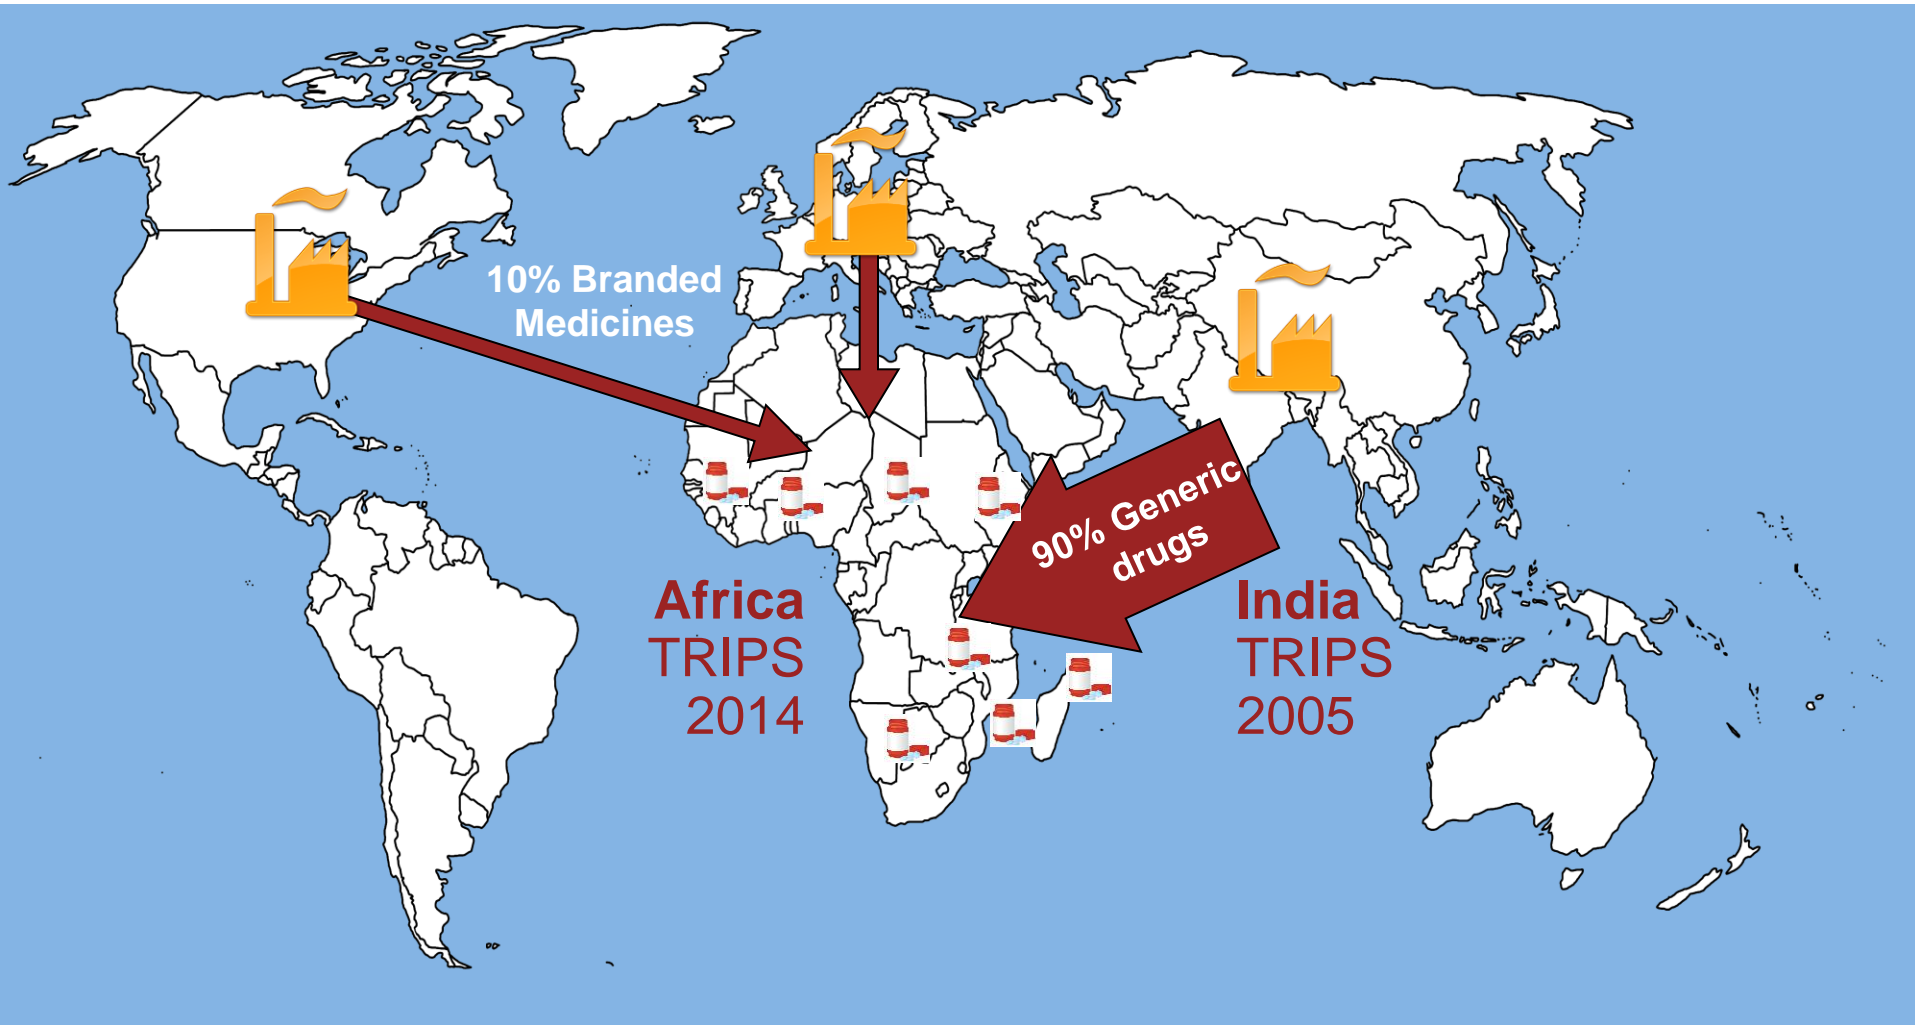 10% Branded
Medicines
90% Generic
drugs
Africa
TRIPS
2014
India
TRIPS
2005